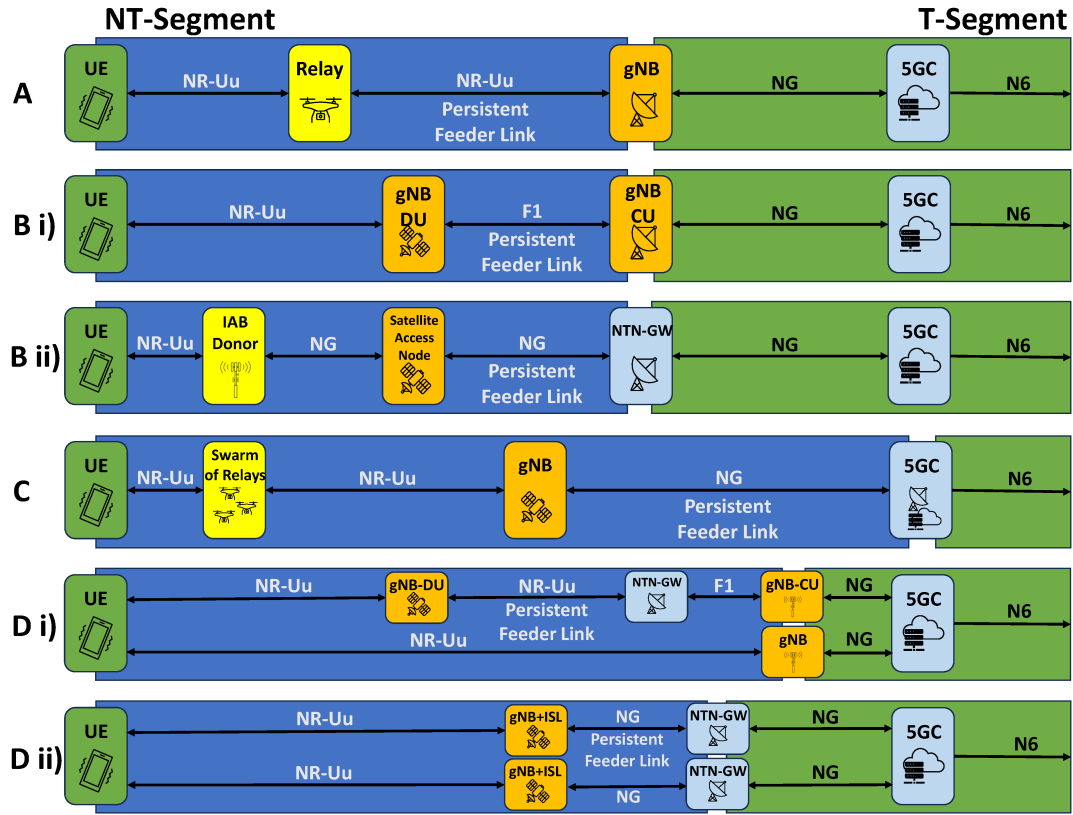 NT-Segment
T-Segment
A
UE
NR-Uu
Relay
NR-Uu
Persistent
Feeder Link
gNB
NG
5GC
N6
B i)
UE
NR-Uu
gNB
DU
F1
Persistent
Feeder Link
gNB
CU
NG
5GC
N6
B ii)
UE
NR-Uu
IAB
Donor
NG
Satellite
Access
Node
NG
Persistent
Feeder Link
NTN-GW
NG
5GC
N6
C
UE
NR-Uu
Swarm
of Relays
NR-Uu
gNB
NG
Persistent
Feeder Link
5GC
N6
D i)
UE
NR-Uu
gNB-DU
NR-Uu
Persistent
Feeder Link
NTN-GW
F1
gNB-CU
NG
NR-Uu
gNB
NG
5GC
N6
D ii)
UE
NR-Uu
gNB+ISL
NG
Persistent
Feeder Link
NTN-GW
NG
NR-Uu
gNB+ISL
NG
NTN-GW
NG
5GC
N6